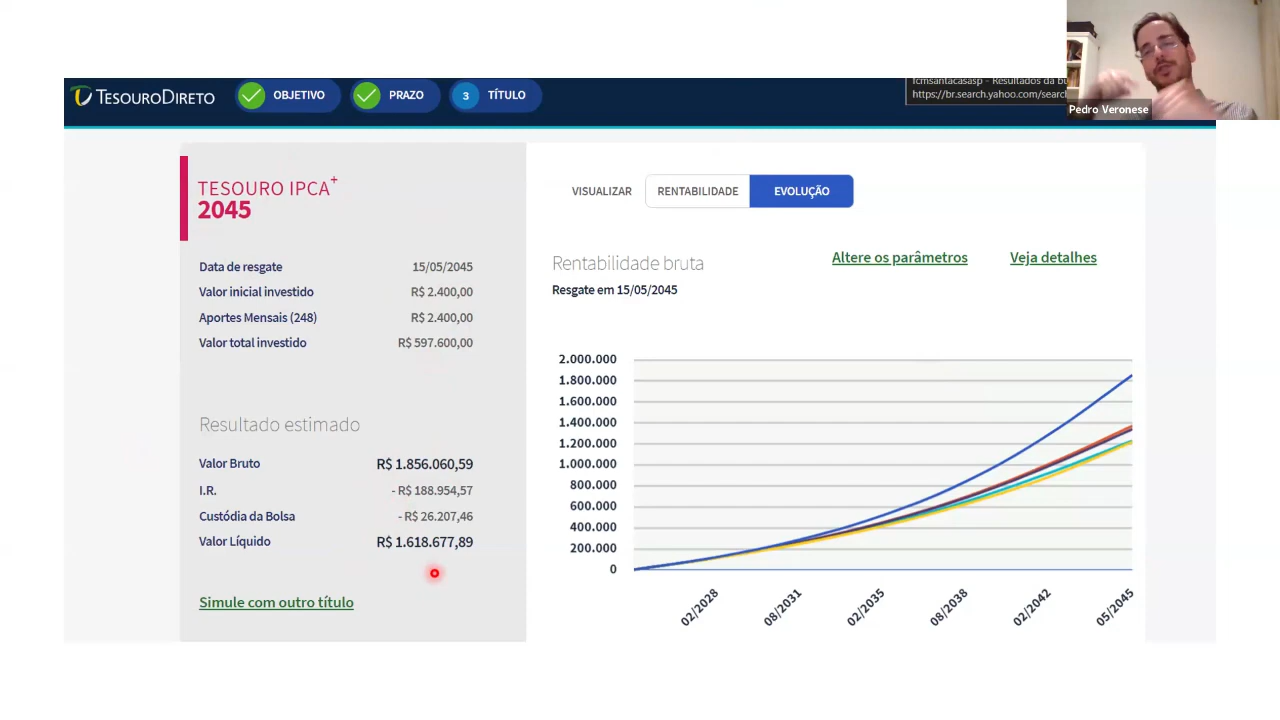 fcmsantacasasp - Resultados da bu
https://br.search.yahoo.com/searc
Pedro Veronese
TESOURODIRETO
OBJETIVO
PRAZO
3 TÍTULO
TESOURO IPCA+
2045
Data de resgate 15/05/2045
Valor inicial investido R$ 2.400,00
Aportes Mensais (248) R$ 2.400,00
Valor total investido R$ 597.600,00
Resultado estimado
Valor Bruto R$ 1.856.060,59
I.R. - R$ 188.954,57
Custódia da Bolsa - R$ 26.207,46
Valor Líquido R$ 1.618.677,89
Simule com outro título
VISUALIZAR RENTABILIDADE EVOLUÇÃO
Rentabilidade bruta
Altere os parâmetros Veja detalhes
Resgate em 15/05/2045
2.000.000
1.800.000
1.600.000
1.400.000
1.200.000
1.000.000
800.000
600.000
400.000
200.000
0
02/2028 08/2031 02/2035 08/2038 02/2042 05/2045